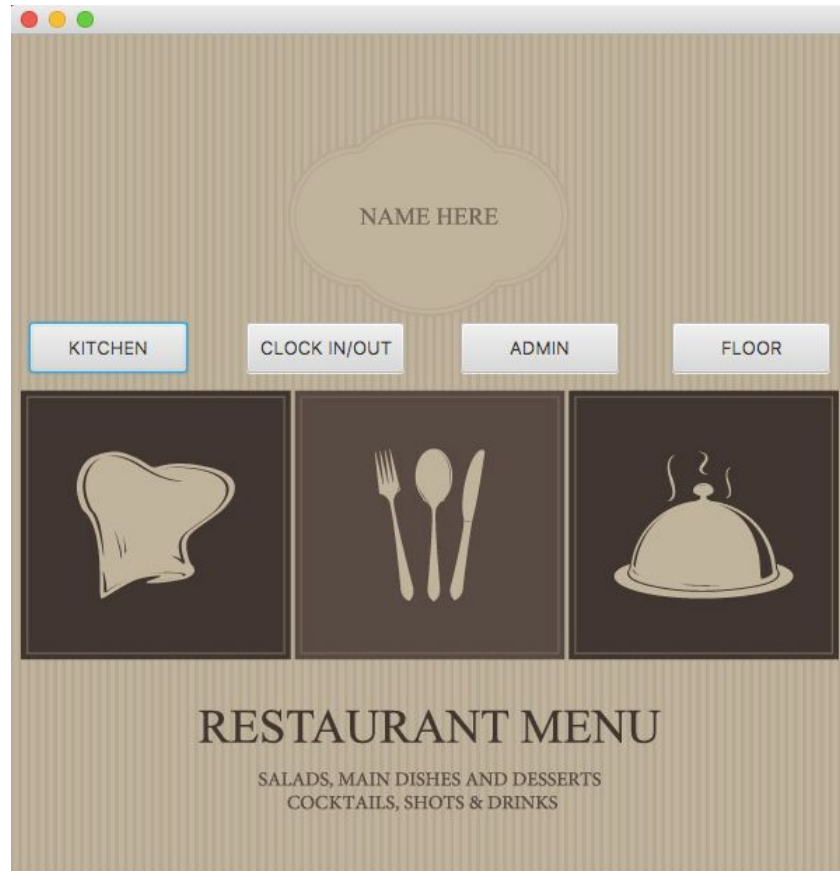 NAME HERE
KITCHEN
CLOCK IN/OUT
ADMIN
FLOOR
RESTAURANT MENU
SALADS, MAIN DISHES AND DESSERTS
COCKTAILS, SHOTS & DRINKS